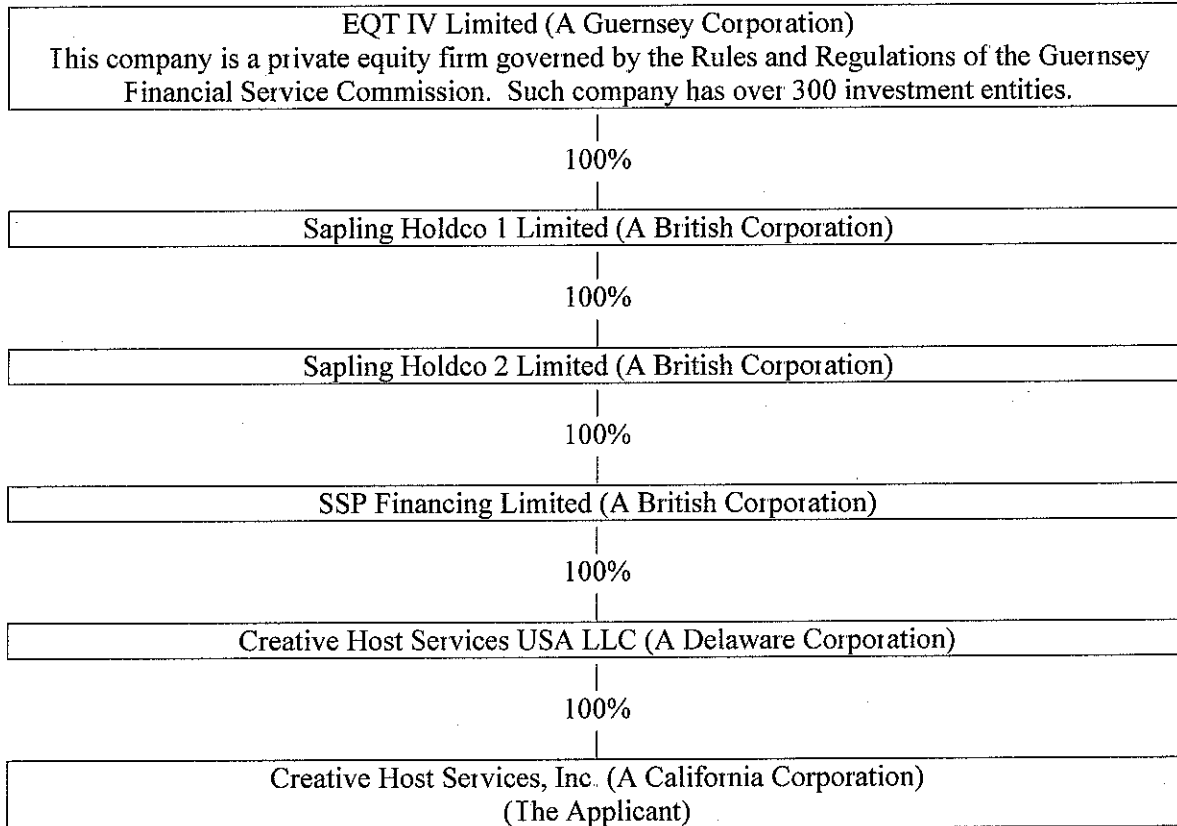 EQT IV Limited (A Guernsey Corporation)
This company is a private equity firm governed by the Rules and Regulations of the Guernsey
Financial Service Commission. Such company has over 300 investment entities.
100%
Sapling Holdco 1 Limited (A British Corporation)
100%
Sapling Holdco 2 Limited (A British Corporation)
100%
SSP Financing Limited (A British Corporation)
100%
Creative Host Services USA LLC (A Delaware Corporation)
100%
Creative Host Services, Inc. (A California Corporation)
(The Applicant)